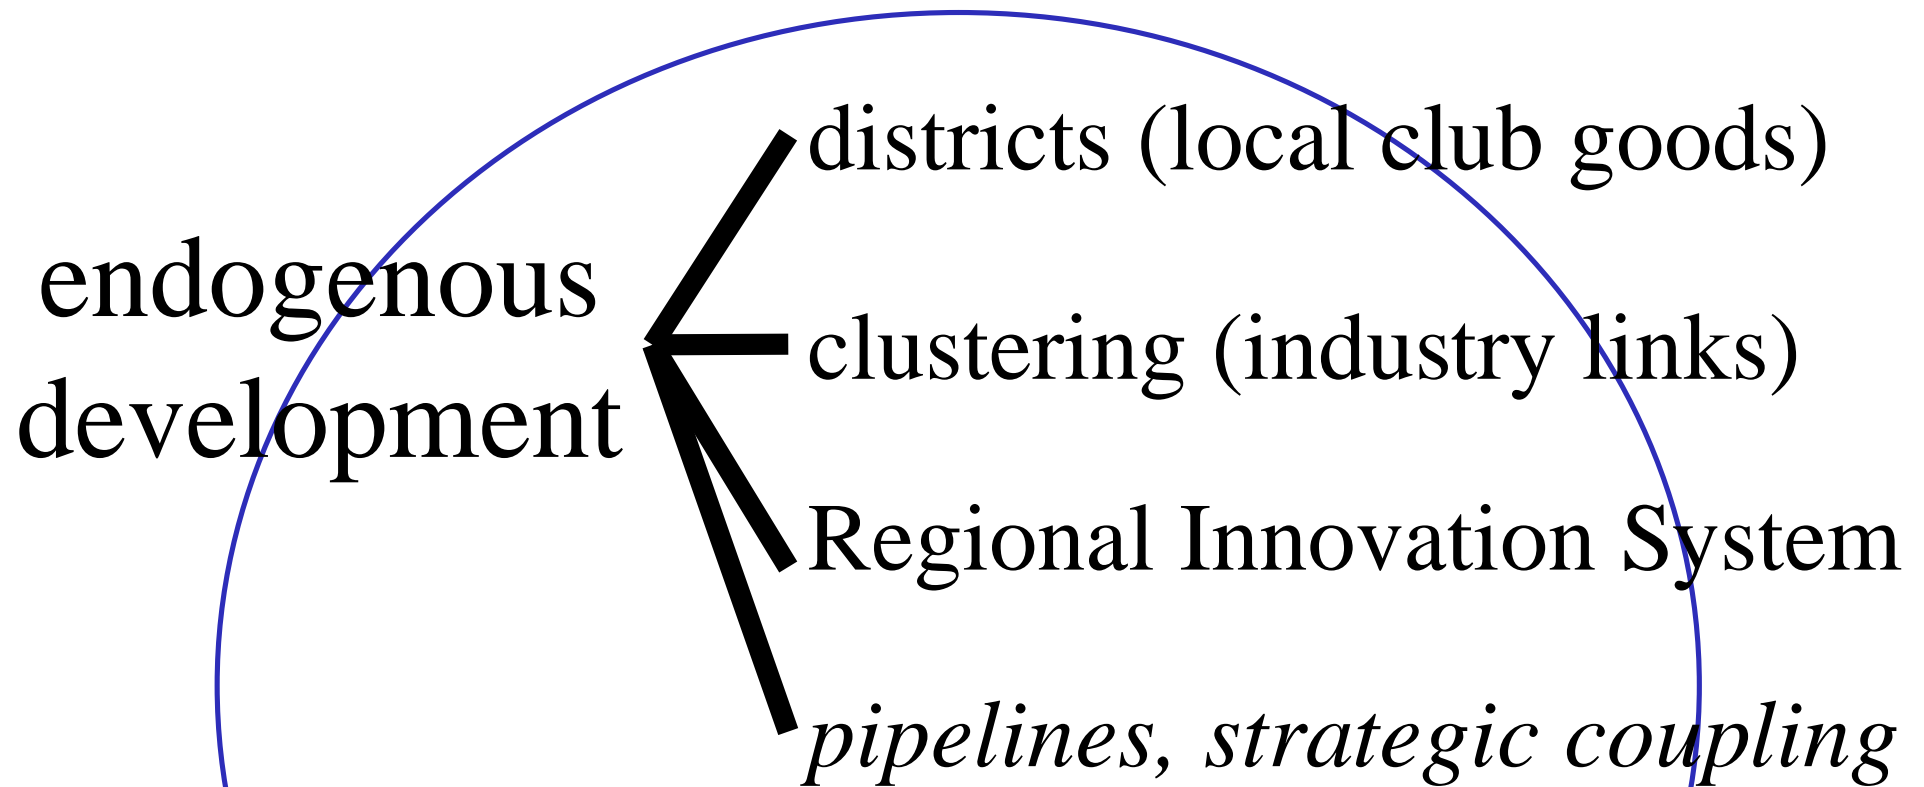 endogenous
development
districts (local club goods)
clustering (industry links)
Regional Innovation System
pipelines, strategic coupling